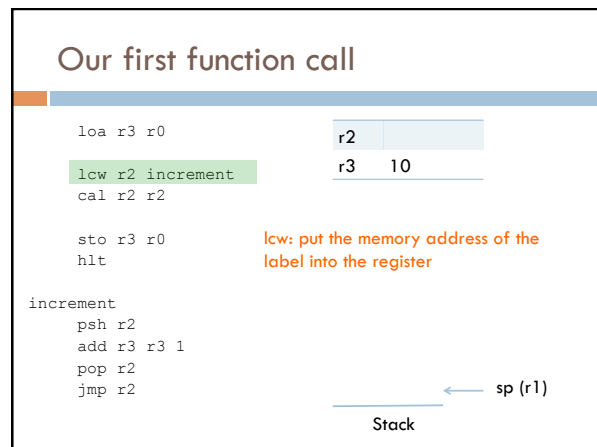 Our first function call
loa r3 r0
lcw r2 increment
cal r2 r2
sto r3 r0
hlt
increment
psh r2
add r3 r3 1
pop r2
jmp r2
r2
r3 10
lcw: put the memory address of the
label into the register
sp (r1)
Stack